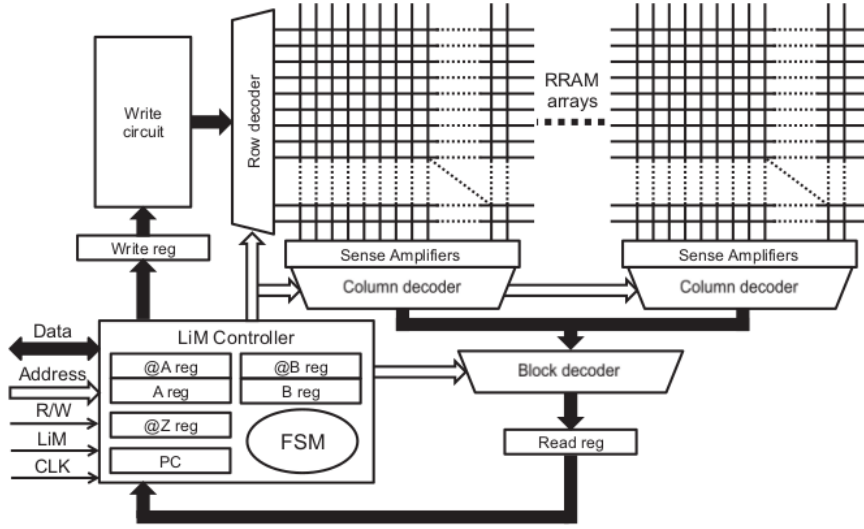 Write
circuit
Row decoder
RRAM
arrays
Write reg
Sense Amplifiers
Column decoder
Sense Amplifiers
Column decoder
Data
Address
R/W
LiM
CLK
LiM Controller
@A reg
A reg
@B reg
B reg
@Z reg
PC
FSM
Block decoder
Read reg